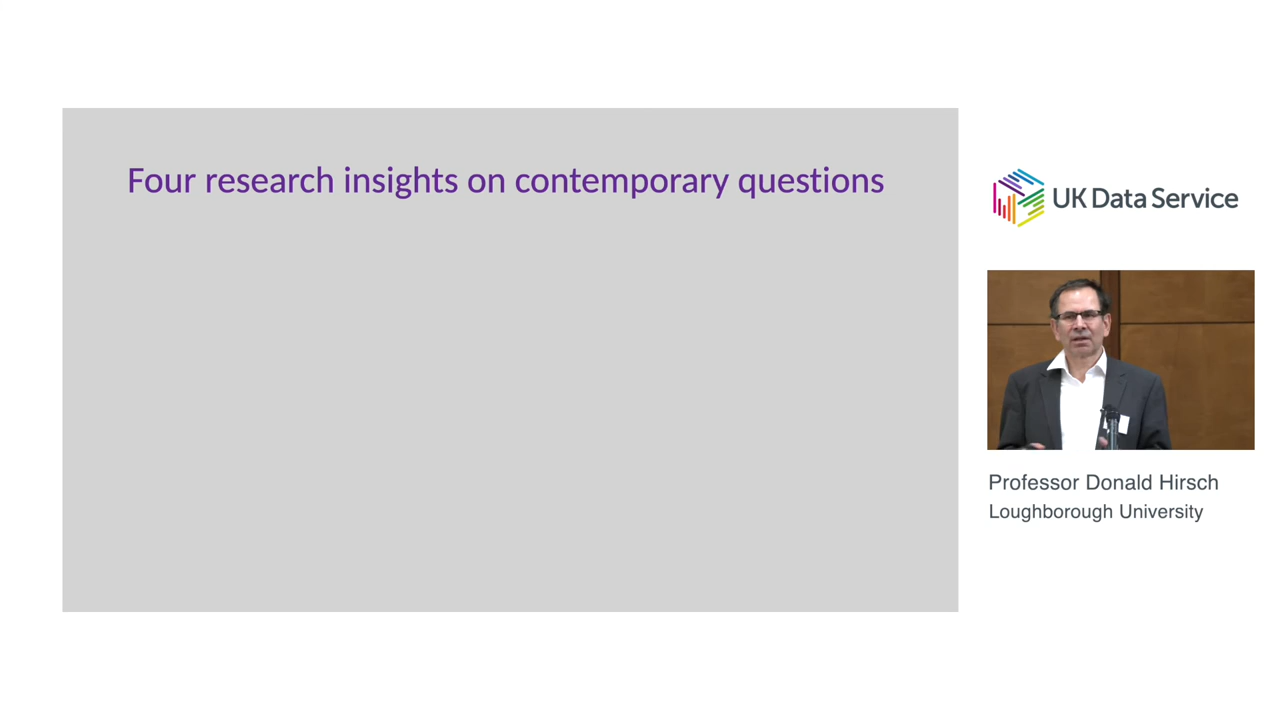 Four research insights on contemporary questions
UK Data Service
Professor Donald Hirsch
Loughborough University